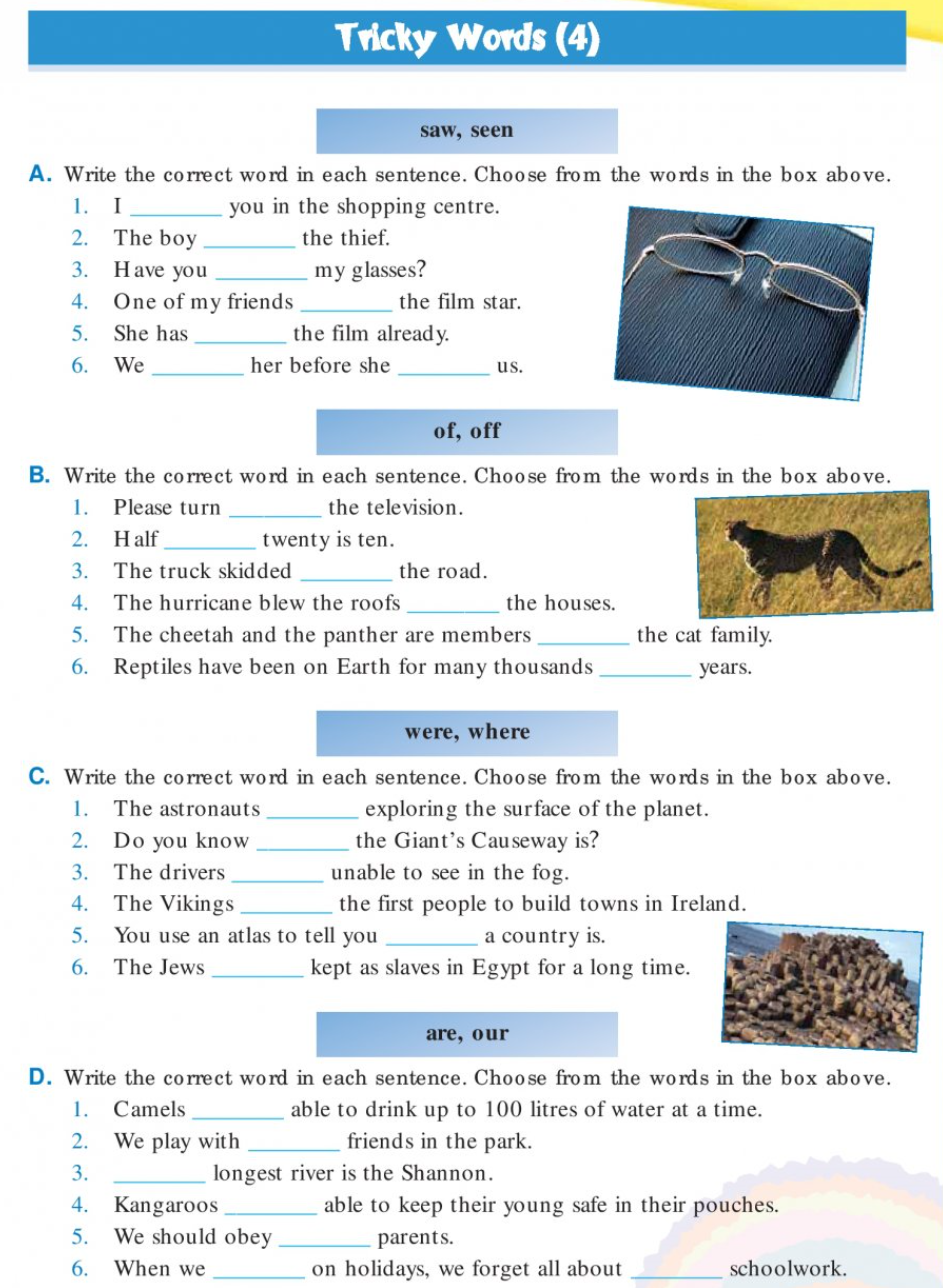 Tricky Words (4)
saw, seen
A. Write the correct word in each sentence. Choose from the words in the box above.
1. I ________ you in the shopping centre.
2. The boy ________ the thief.
3. Have you ________ my glasses?
4. One of my friends ________ the film star.
5. She has ________ the film already.
6. We ________ her before she ________ us.
of, off
B. Write the correct word in each sentence. Choose from the words in the box above.
1. Please turn ________ the television.
2. Half ________ twenty is ten.
3. The truck skidded ________ the road.
4. The hurricane blew the roofs ________ the houses.
5. The cheetah and the panther are members ________ the cat family.
6. Reptiles have been on Earth for many thousands ________ years.
were, where
C. Write the correct word in each sentence. Choose from the words in the box above.
1. The astronauts ________ exploring the surface of the planet.
2. Do you know ________ the Giant's Causeway is?
3. The drivers ________ unable to see in the fog.
4. The Vikings ________ the first people to build towns in Ireland.
5. You use an atlas to tell you ________ a country is.
6. The Jews ________ kept as slaves in Egypt for a long time.
are, our
D. Write the correct word in each sentence. Choose from the words in the box above.
1. Camels ________ able to drink up to 100 litres of water at a time.
2. We play with ________ friends in the park.
3. ________ longest river is the Shannon.
4. Kangaroos ________ able to keep their young safe in their pouches.
5. We should obey ________ parents.
6. When we ________ on holidays, we forget all about ________ schoolwork.